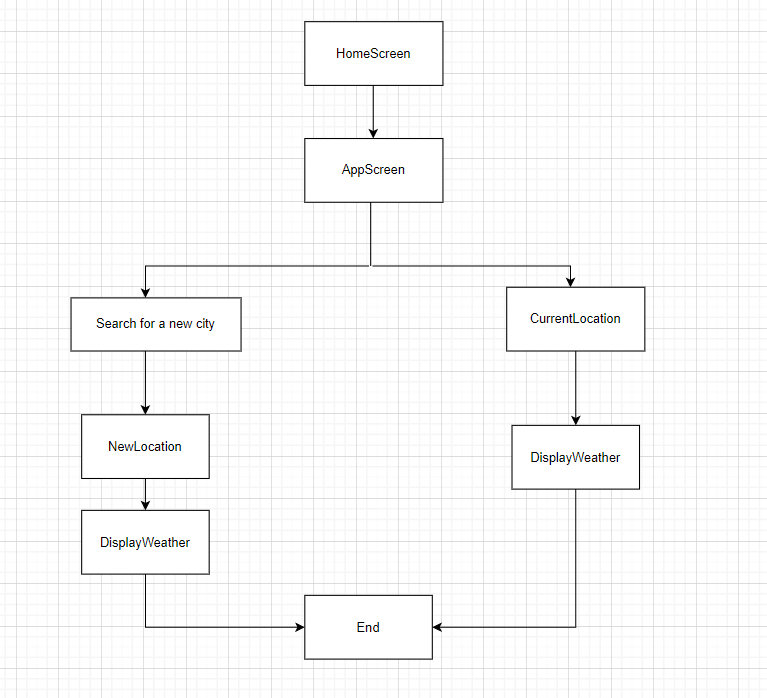 HomeScreen
AppScreen
Search for a new city
CurrentLocation
NewLocation
DisplayWeather
DisplayWeather
End